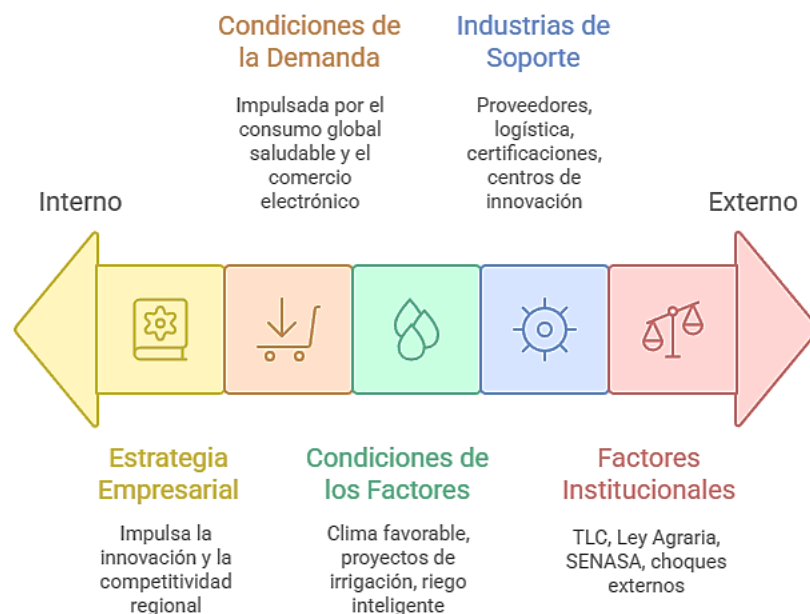 Condiciones de
la Demanda
Impulsada por el
consumo global
saludable y el
comercio
electrónico
Industrias de
Soporte
Proveedores,
logística,
certificaciones,
centros de
innovación
Interno
Externo
Estrategia
Empresarial
Impulsa la
innovación y la
competitividad
regional
Condiciones de
los Factores
Clima favorable,
proyectos de
irrigación, riego
inteligente
Factores
Institucionales
TLC, Ley Agraria,
SENASA, choques
externos